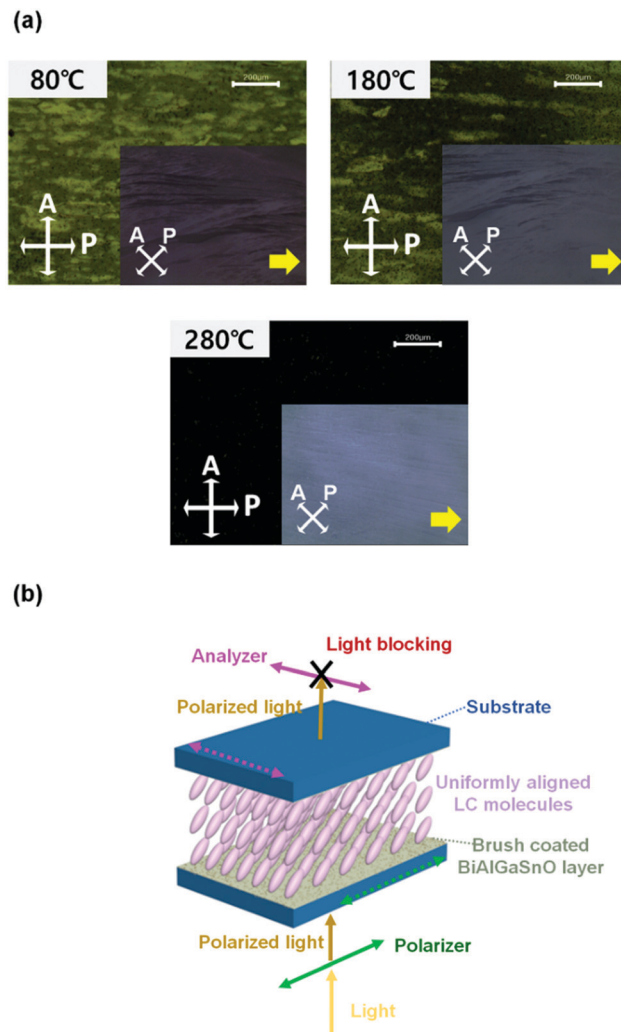 (a)
80℃
200µm
A
P
A P
180℃
200µm
A
P
A P
280℃
200µm
A
P
A P
(b)
Light blocking
Analyzer
Polarized light
Substrate
Uniformly aligned
LC molecules
Brush coated
BiAlGaSnO layer
Polarized light
Polarizer
Light